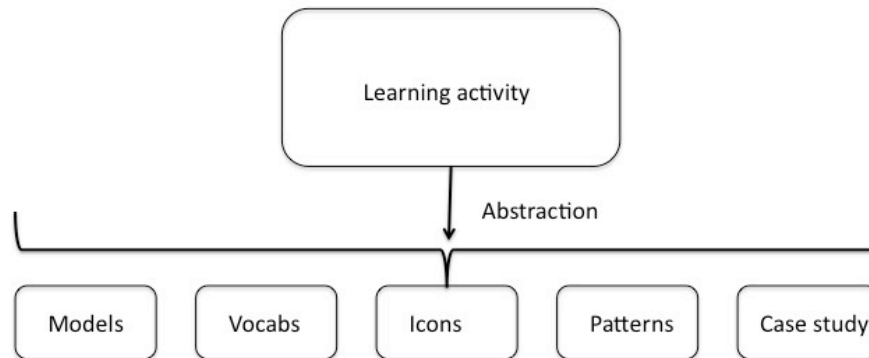 Learning activity
Abstraction
Models
Vocabs
Icons
Patterns
Case study